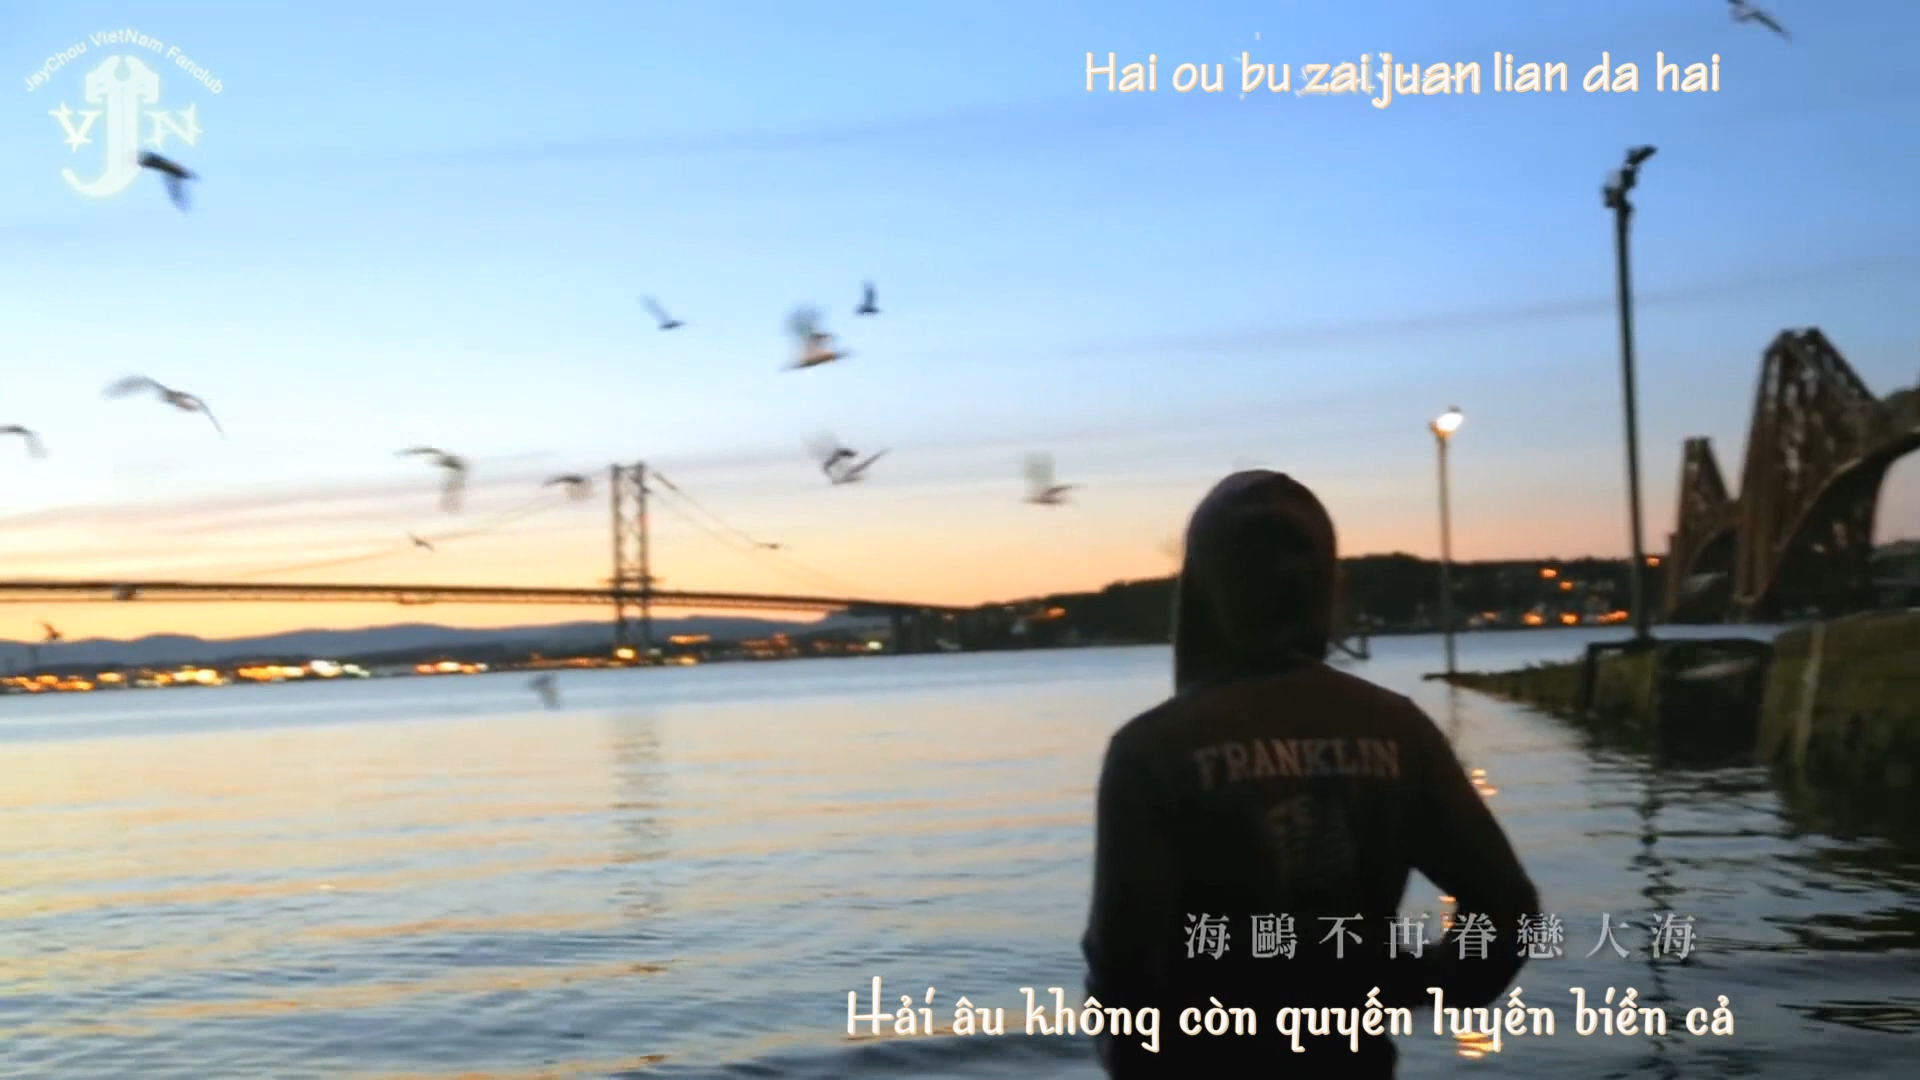 JayChou VietNam Fanclub
V J N
Hai ou bu zai juan lian da hai
FRANKLIN
海鷗不再眷戀大海
Hải âu không còn quyến luyến biển cả